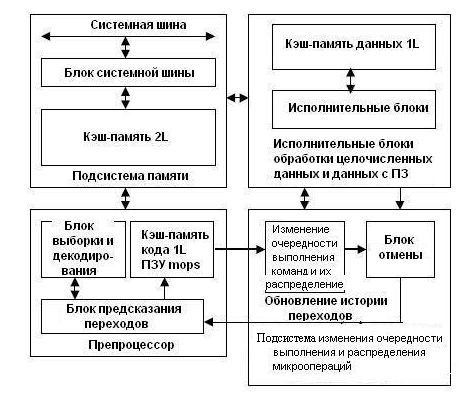 Системная шина
Блок системной шины
Кэш-память 2L
Подсистема памяти
Кэш-память данных 1L
Исполнительные блоки
Исполнительные блоки
обработки целочисленных
данных и данных с ПЗ
Блок
выборки и
декодиро-
вания
Кэш-память
кода 1L
ПЗУ mops
Блок предсказания
переходов
Препроцессор
Изменение
очередности
выполнения
команд и их
распределение
Блок
отмены
Обновление истории
переходов
Подсистема изменения очередности
выполнения и распределения
микроопераций